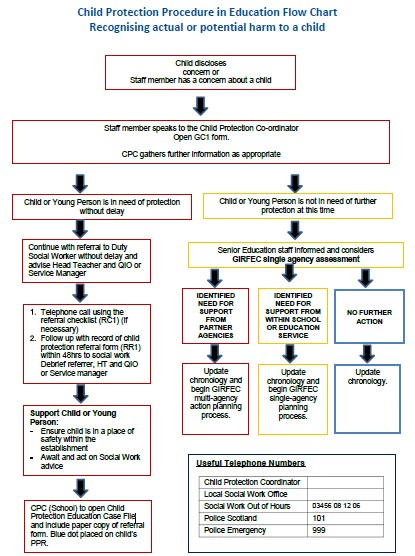 Child Protection Procedure in Education Flow Chart
Recognising actual or potential harm to a child
Child discloses
concern or
Staff member has a concern about a child
Staff member speaks to the Child Protection Co-ordinator
Open GC1 form.
CPC gathers further information as appropriate
Child or Young Person is in need of protection
without delay
Child or Young Person is not in need of further
protection at this time
Continue with referral to Duty
Social Worker without delay and
advise Head Teacher and QIO or
Service Manager
Senior Education staff informed and considers
GIRFEC single agency assessment
1. Telephone call using the
referral checklist (RC1) (if
necessary)
2. Follow up with record of child
protection referral form (RR1)
within 48hrs to social work
Debrief referrer, HT and QIO
or Service manager
IDENTIFIED
NEED FOR
SUPPORT
FROM
PARTNER
AGENCIES
IDENTIFIED
NEED FOR
SUPPORT FROM
WITHIN SCHOOL
OR EDUCATION
SERVICE
NO FURTHER
ACTION
Update
chronology and
begin GIRFEC
multi-agency
action planning
process.
Update
chronology and
begin GIRFEC
single-agency
planning
process.
Update
chronology.
Support Child or Young
Person:
- Ensure child is in a place of
safety within the
establishment
- Await and act on Social Work
advice
CPC (School) to open Child
Protection Education Case File
and include paper copy of referral
form. Blue dot placed on child's
PPR.
Useful Telephone Numbers
Child Protection Coordinator
Local Social Work Office
Social Work Out of Hours 03456 08 12 06
Police Scotland 101
Police Emergency 999